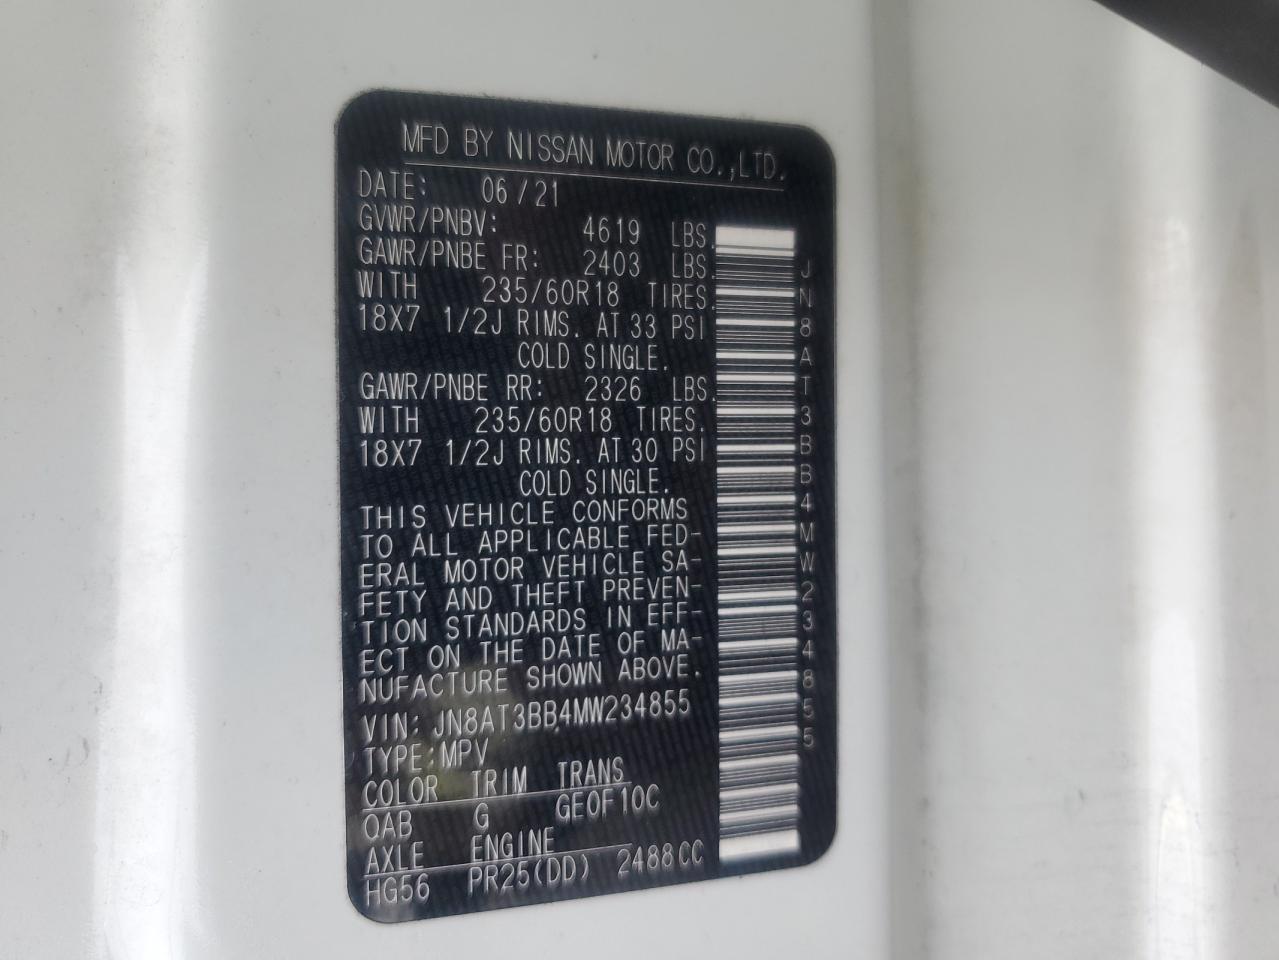 MFD BY NISSAN MOTOR CO.,LTD.
DATE: 06/21
GVWR/PNBV: 4619 LBS.
GAWR/PNBE FR: 2403 LBS.
WITH 235/60R18 TIRES.
18X7 1/2J RIMS. AT 33 PSI
COLD SINGLE.
GAWR/PNBE RR: 2326 LBS.
WITH 235/60R18 TIRES.
18X7 1/2J RIMS. AT 30 PSI
COLD SINGLE.
THIS VEHICLE CONFORMS
TO ALL APPLICABLE FED-
ERAL MOTOR VEHICLE SA-
FETY AND THEFT PREVEN-
TION STANDARDS IN EFF-
ECT ON THE DATE OF MA-
NUFACTURE SHOWN ABOVE.
VIN: JN8AT3BB4MW234855
TYPE:MPV
COLOR TRIM TRANS
QAB G GE0F10C
AXLE ENGINE
HG56 PR25(DD) 2488CC
JN8AT3BB4MW234855